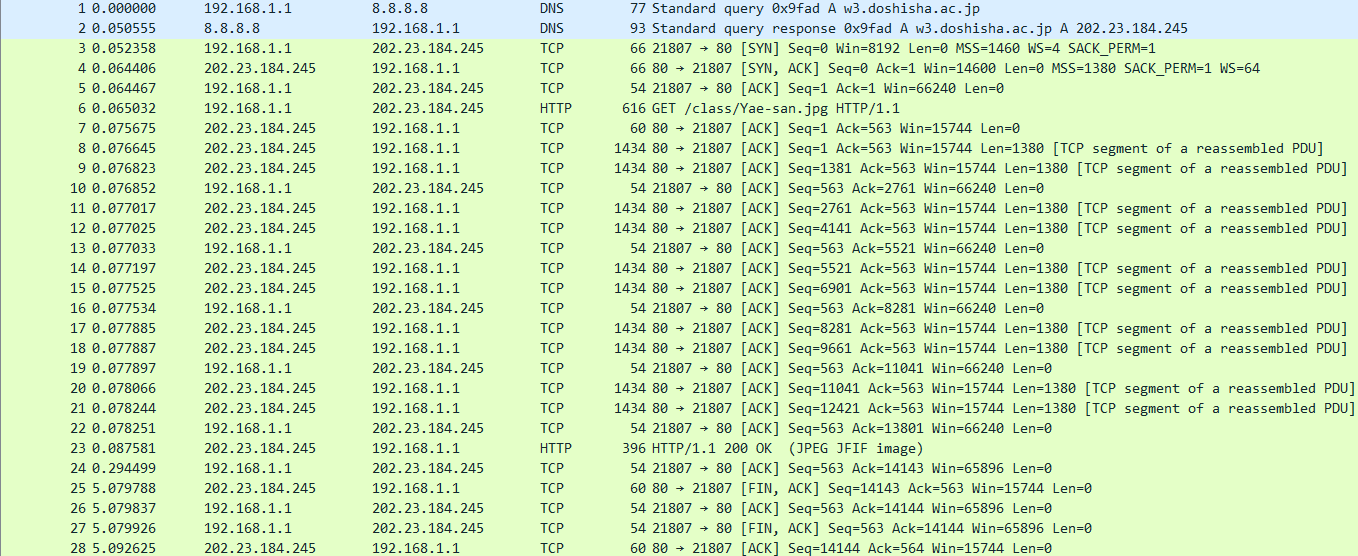 1 0.000000 192.168.1.1 8.8.8.8 DNS 77 Standard query 0x9fad A w3.doshisha.ac.jp
2 0.050555 8.8.8.8 192.168.1.1 DNS 93 Standard query response 0x9fad A w3.doshisha.ac.jp A 202.23.184.245
3 0.052358 192.168.1.1 202.23.184.245 TCP 66 21807 → 80 [SYN] Seq=0 Win=8192 Len=0 MSS=1460 WS=4 SACK_PERM=1
4 0.064406 202.23.184.245 192.168.1.1 TCP 66 80 → 21807 [SYN, ACK] Seq=0 Ack=1 Win=14600 Len=0 MSS=1380 SACK_PERM=1 WS=64
5 0.064467 192.168.1.1 202.23.184.245 TCP 54 21807 → 80 [ACK] Seq=1 Ack=1 Win=66240 Len=0
6 0.065032 192.168.1.1 202.23.184.245 HTTP 616 GET /class/Yae-san.jpg HTTP/1.1
7 0.075675 202.23.184.245 192.168.1.1 TCP 60 80 → 21807 [ACK] Seq=1 Ack=563 Win=15744 Len=0
8 0.076645 202.23.184.245 192.168.1.1 TCP 1434 80 → 21807 [ACK] Seq=1 Ack=563 Win=15744 Len=1380 [TCP segment of a reassembled PDU]
9 0.076823 202.23.184.245 192.168.1.1 TCP 1434 80 → 21807 [ACK] Seq=1381 Ack=563 Win=15744 Len=1380 [TCP segment of a reassembled PDU]
10 0.076852 192.168.1.1 202.23.184.245 TCP 54 21807 → 80 [ACK] Seq=563 Ack=2761 Win=66240 Len=0
11 0.077017 202.23.184.245 192.168.1.1 TCP 1434 80 → 21807 [ACK] Seq=2761 Ack=563 Win=15744 Len=1380 [TCP segment of a reassembled PDU]
12 0.077025 202.23.184.245 192.168.1.1 TCP 1434 80 → 21807 [ACK] Seq=4141 Ack=563 Win=15744 Len=1380 [TCP segment of a reassembled PDU]
13 0.077033 192.168.1.1 202.23.184.245 TCP 54 21807 → 80 [ACK] Seq=563 Ack=5521 Win=66240 Len=0
14 0.077197 202.23.184.245 192.168.1.1 TCP 1434 80 → 21807 [ACK] Seq=5521 Ack=563 Win=15744 Len=1380 [TCP segment of a reassembled PDU]
15 0.077525 202.23.184.245 192.168.1.1 TCP 1434 80 → 21807 [ACK] Seq=6901 Ack=563 Win=15744 Len=1380 [TCP segment of a reassembled PDU]
16 0.077534 192.168.1.1 202.23.184.245 TCP 54 21807 → 80 [ACK] Seq=563 Ack=8281 Win=66240 Len=0
17 0.077885 202.23.184.245 192.168.1.1 TCP 1434 80 → 21807 [ACK] Seq=8281 Ack=563 Win=15744 Len=1380 [TCP segment of a reassembled PDU]
18 0.077887 202.23.184.245 192.168.1.1 TCP 1434 80 → 21807 [ACK] Seq=9661 Ack=563 Win=15744 Len=1380 [TCP segment of a reassembled PDU]
19 0.077897 192.168.1.1 202.23.184.245 TCP 54 21807 → 80 [ACK] Seq=563 Ack=11041 Win=66240 Len=0
20 0.078066 202.23.184.245 192.168.1.1 TCP 1434 80 → 21807 [ACK] Seq=11041 Ack=563 Win=15744 Len=1380 [TCP segment of a reassembled PDU]
21 0.078244 202.23.184.245 192.168.1.1 TCP 1434 80 → 21807 [ACK] Seq=12421 Ack=563 Win=15744 Len=1380 [TCP segment of a reassembled PDU]
22 0.078251 192.168.1.1 202.23.184.245 TCP 54 21807 → 80 [ACK] Seq=563 Ack=13801 Win=66240 Len=0
23 0.087581 202.23.184.245 192.168.1.1 HTTP 396 HTTP/1.1 200 OK (JPEG JFIF image)
24 0.294499 192.168.1.1 202.23.184.245 TCP 54 21807 → 80 [ACK] Seq=563 Ack=14143 Win=65896 Len=0
25 5.079788 202.23.184.245 192.168.1.1 TCP 60 80 → 21807 [FIN, ACK] Seq=14143 Ack=563 Win=15744 Len=0
26 5.079837 192.168.1.1 202.23.184.245 TCP 54 21807 → 80 [ACK] Seq=563 Ack=14144 Win=65896 Len=0
27 5.079926 192.168.1.1 202.23.184.245 TCP 54 21807 → 80 [FIN, ACK] Seq=563 Ack=14144 Win=65896 Len=0
28 5.092625 202.23.184.245 192.168.1.1 TCP 60 80 → 21807 [ACK] Seq=14144 Ack=564 Win=15744 Len=0